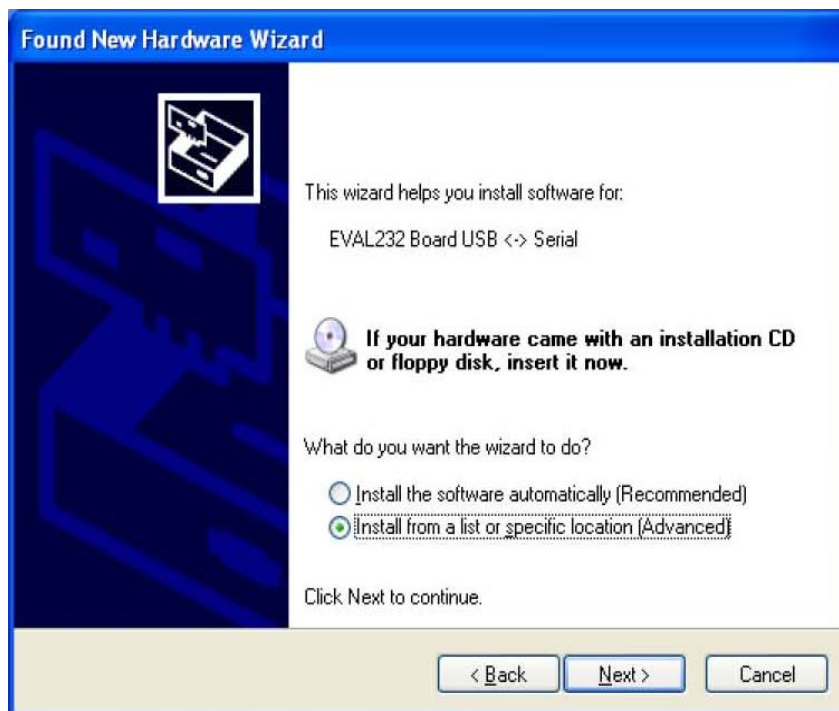 Found New Hardware Wizard
This wizard helps you install software for:
EVAL232 Board USB <-> Serial
If your hardware came with an installation CD
or floppy disk, insert it now.
What do you want the wizard to do?
Install the software automatically (Recommended)
Install from a list or specific location (Advanced)
Click Next to continue.
< Back Next > Cancel